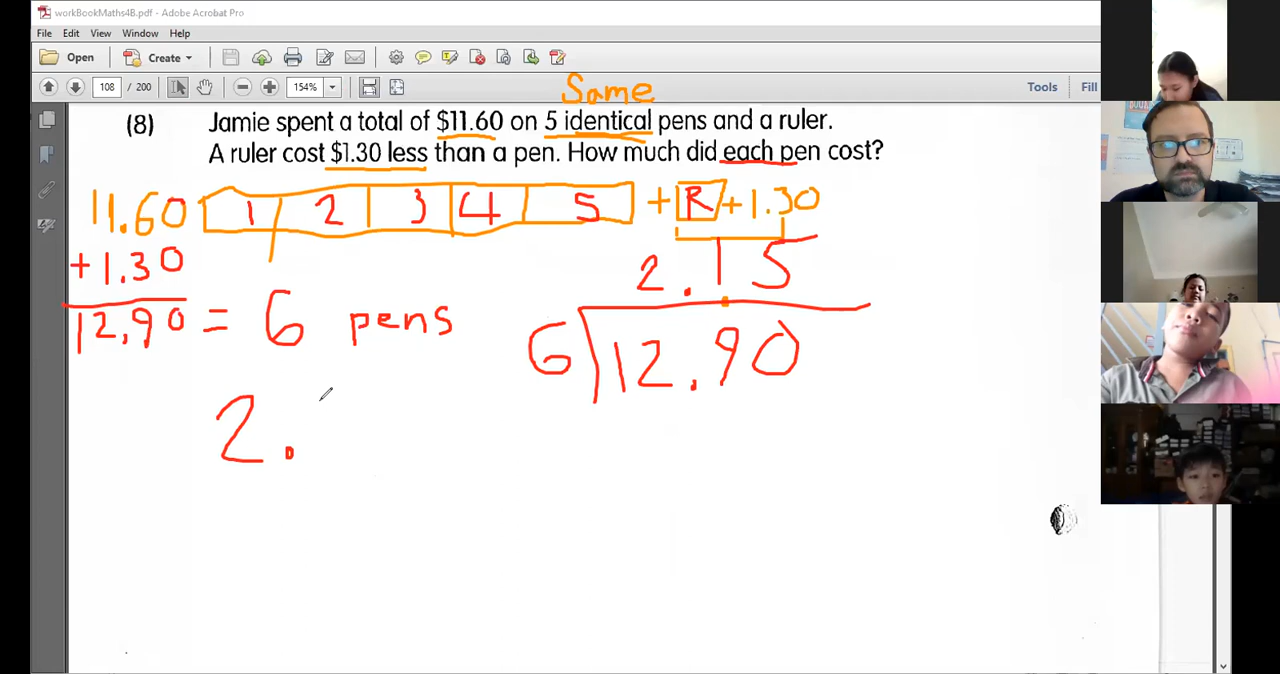 workBookMaths4B.pdf - Adobe Acrobat Pro
File Edit View Window Help
Open Create
108 / 200 154% Tools Fill
Same
(8) Jamie spent a total of $11.60 on 5 identical pens and a ruler.
A ruler cost $1.30 less than a pen. How much did each pen cost?
11.60 1 2 3 4 5 + R +1.30
+1.30
12.90 = 6 pens
2.15
6 12.90
2.